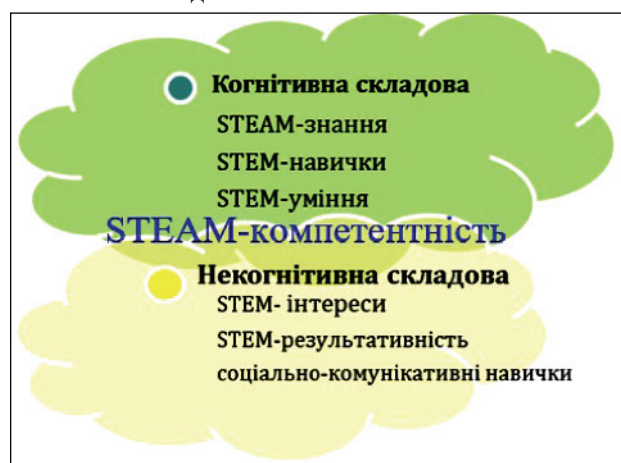 Когнітивна складова
STEAM-знання
STEM-навички
STEM-уміння
STEAM-компетентність
Некогнітивна складова
STEM- інтереси
STEM-результативність
соціально-комунікативні навички